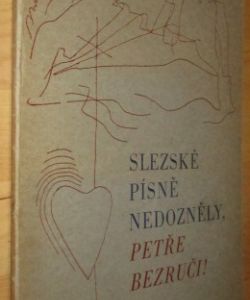 SLEZSKÉ
PÍSNĚ
NEDOZNĚLY,
PETŘE
BEZRUČI!